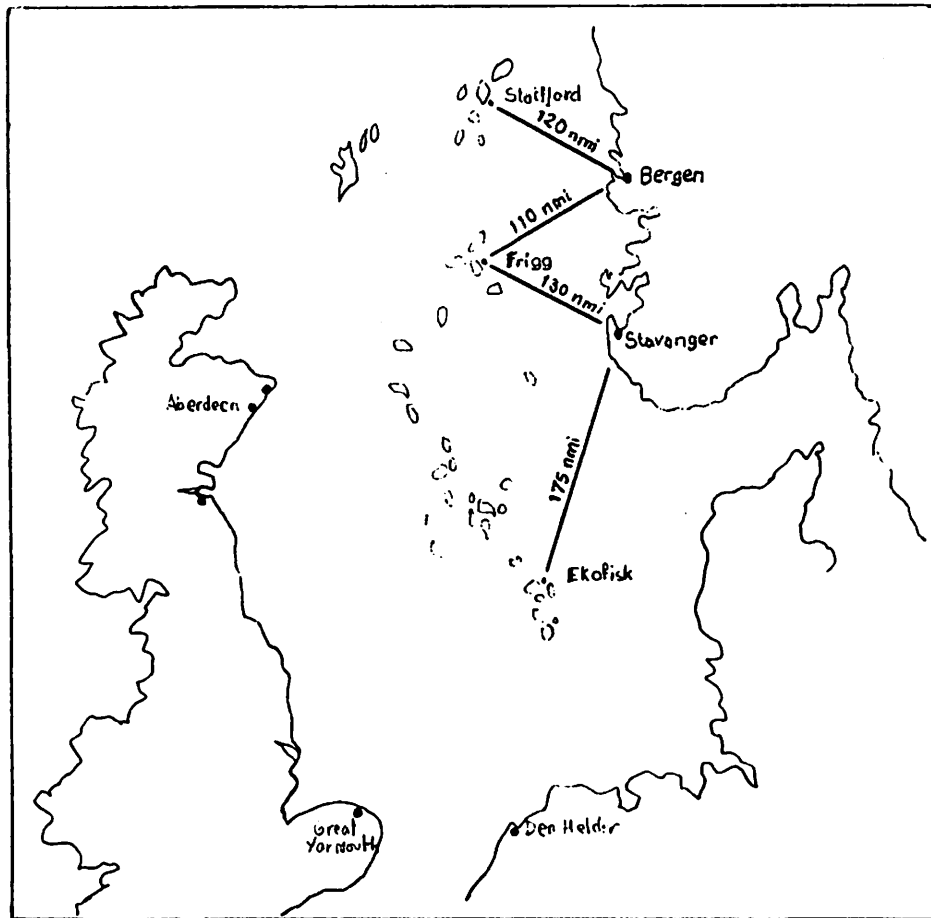 Statfjord
120 nmi
Bergen
110 nmi
Frigg
130 nmi
Stavanger
Aberdeen
175 nmi
Ekofisk
Great
Yarmouth
Den Helder